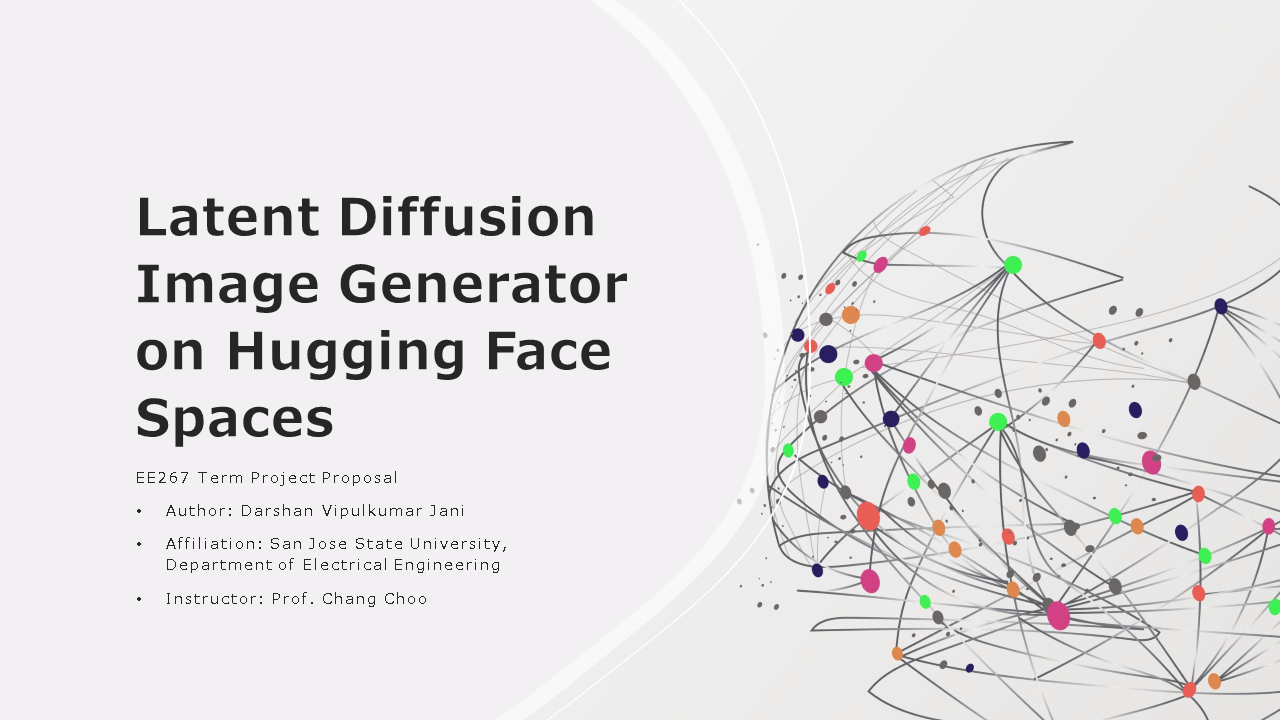 Latent Diffusion
Image Generator
on Hugging Face
Spaces
EE267 Term Project Proposal
• Author: Darshan Vipulkumar Jani
• Affiliation: San Jose State University,
Department of Electrical Engineering
• Instructor: Prof. Chang Choo